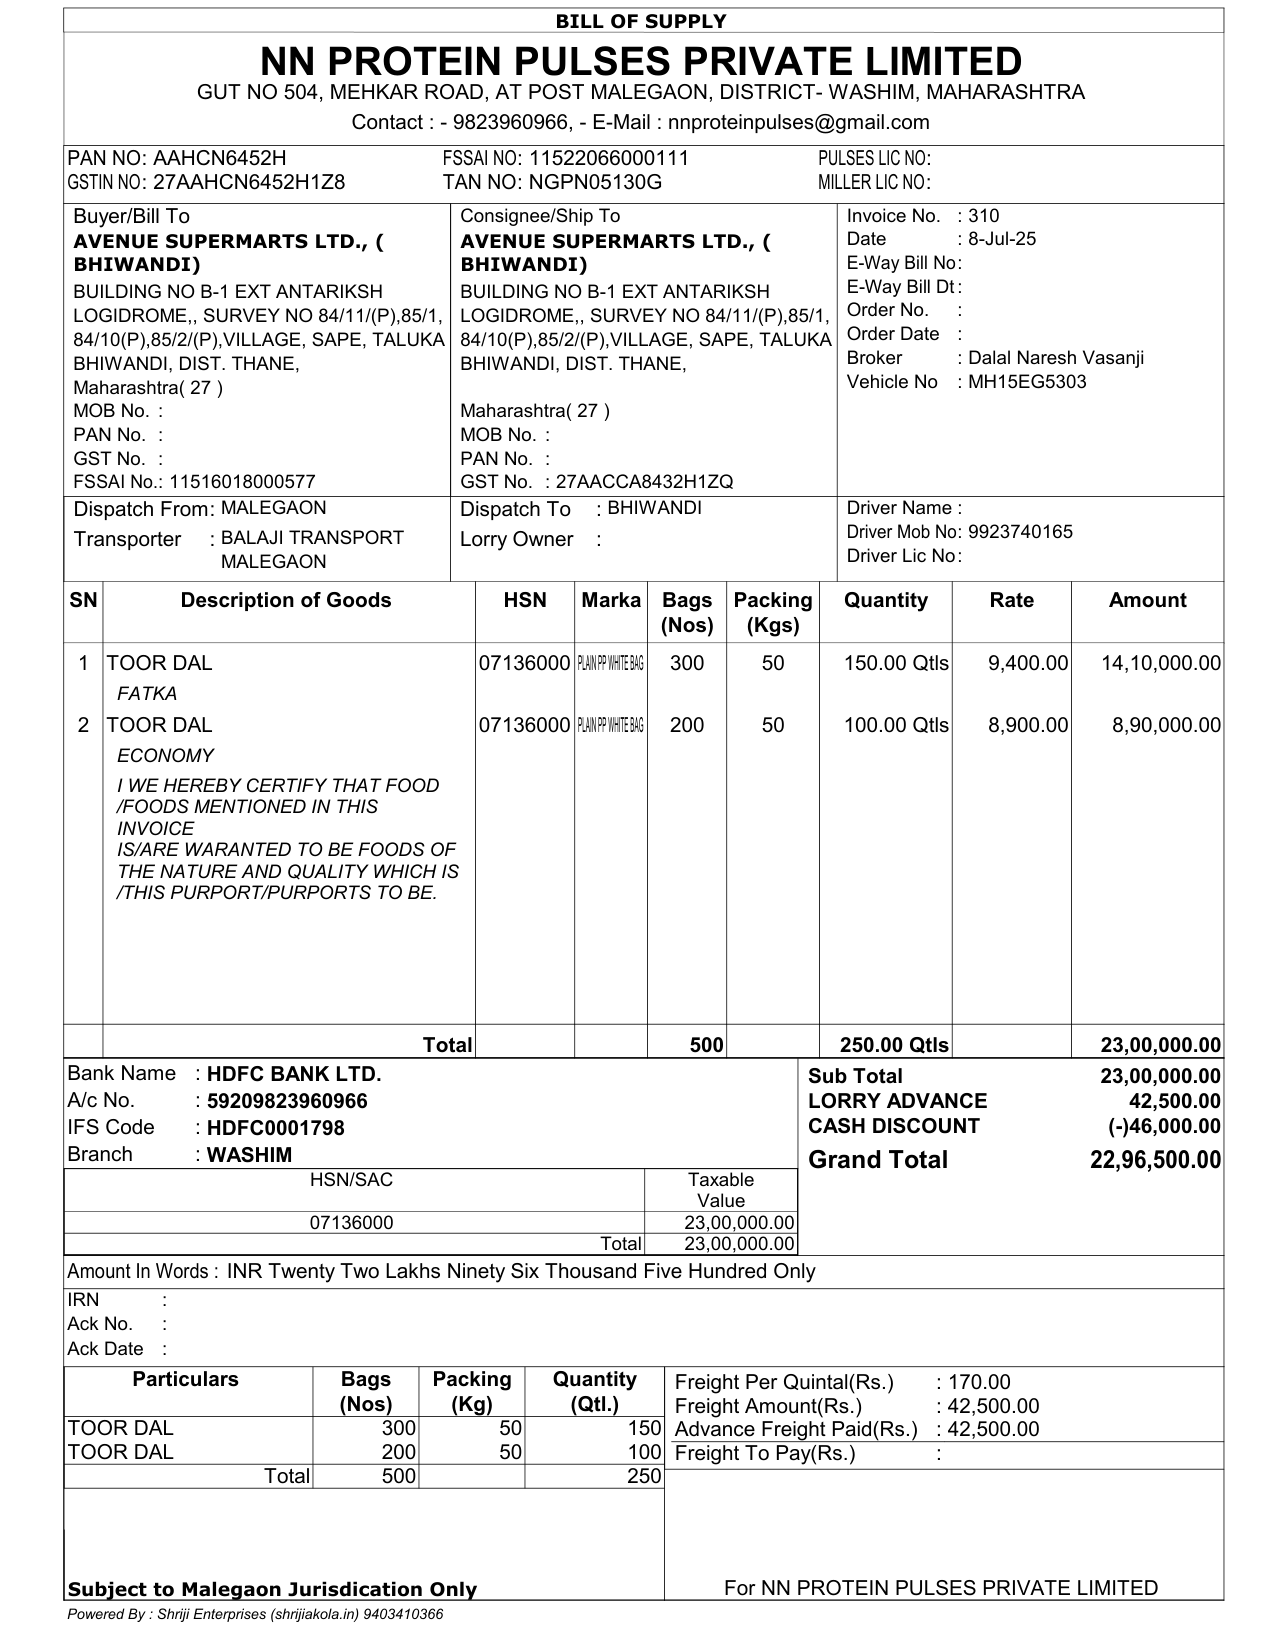 BILL OF SUPPLY
NN PROTEIN PULSES PRIVATE LIMITED
GUT NO 504, MEHKAR ROAD, AT POST MALEGAON, DISTRICT- WASHIM, MAHARASHTRA
Contact : - 9823960966, - E-Mail : nnproteinpulses@gmail.com
PAN NO: AAHCN6452H FSSAI NO: 11522066000111 PULSES LIC NO:
GSTIN NO: 27AAHCN6452H1Z8 TAN NO: NGPN05130G MILLER LIC NO:
Buyer/Bill To
AVENUE SUPERMARTS LTD., (
BHIWANDI)
BUILDING NO B-1 EXT ANTARIKSH
LOGIDROME,, SURVEY NO 84/11/(P),85/1,
84/10(P),85/2/(P),VILLAGE, SAPE, TALUKA
BHIWANDI, DIST. THANE,
Maharashtra( 27 )
MOB No. :
PAN No. :
GST No. :
FSSAI No.: 11516018000577
Consignee/Ship To
AVENUE SUPERMARTS LTD., (
BHIWANDI)
BUILDING NO B-1 EXT ANTARIKSH
LOGIDROME,, SURVEY NO 84/11/(P),85/1,
84/10(P),85/2/(P),VILLAGE, SAPE, TALUKA
BHIWANDI, DIST. THANE,
Maharashtra( 27 )
MOB No. :
PAN No. :
GST No. : 27AACCA8432H1ZQ
Invoice No. : 310
Date : 8-Jul-25
E-Way Bill No:
E-Way Bill Dt :
Order No. :
Order Date :
Broker : Dalal Naresh Vasanji
Vehicle No : MH15EG5303
Dispatch From: MALEGAON
Transporter : BALAJI TRANSPORT
MALEGAON
Dispatch To : BHIWANDI
Lorry Owner :
Driver Name :
Driver Mob No: 9923740165
Driver Lic No:
SN Description of Goods HSN Marka Bags (Nos) Packing (Kgs) Quantity Rate Amount
1 TOOR DAL 07136000 PLAIN PP WHITE BAG 300 50 150.00 Qtls 9,400.00 14,10,000.00
FATKA
2 TOOR DAL 07136000 PLAIN PP WHITE BAG 200 50 100.00 Qtls 8,900.00 8,90,000.00
ECONOMY
I WE HEREBY CERTIFY THAT FOOD
/FOODS MENTIONED IN THIS
INVOICE
IS/ARE WARANTED TO BE FOODS OF
THE NATURE AND QUALITY WHICH IS
/THIS PURPORT/PURPORTS TO BE.
Total 500 250.00 Qtls 23,00,000.00
Bank Name : HDFC BANK LTD.
A/c No. : 59209823960966
IFS Code : HDFC0001798
Branch : WASHIM
Sub Total 23,00,000.00
LORRY ADVANCE 42,500.00
CASH DISCOUNT (-)46,000.00
Grand Total 22,96,500.00
HSN/SAC Taxable
Value
07136000 23,00,000.00
Total 23,00,000.00
Amount In Words : INR Twenty Two Lakhs Ninety Six Thousand Five Hundred Only
IRN :
Ack No. :
Ack Date :
Particulars Bags (Nos) Packing (Kg) Quantity (Qtl.)
TOOR DAL 300 50 150
TOOR DAL 200 50 100
Total 500 250
Freight Per Quintal(Rs.) : 170.00
Freight Amount(Rs.) : 42,500.00
Advance Freight Paid(Rs.) : 42,500.00
Freight To Pay(Rs.) :
Subject to Malegaon Jurisdication Only
For NN PROTEIN PULSES PRIVATE LIMITED
Powered By : Shriji Enterprises (shrijiakola.in) 9403410366